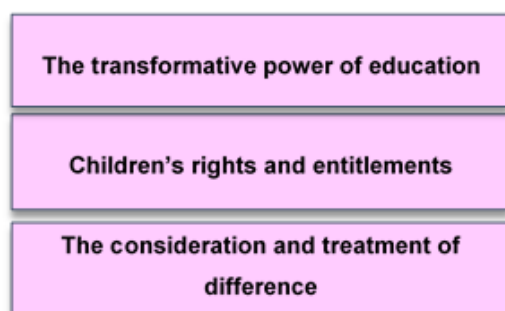 The transformative power of education
Children's rights and entitlements
The consideration and treatment of
difference